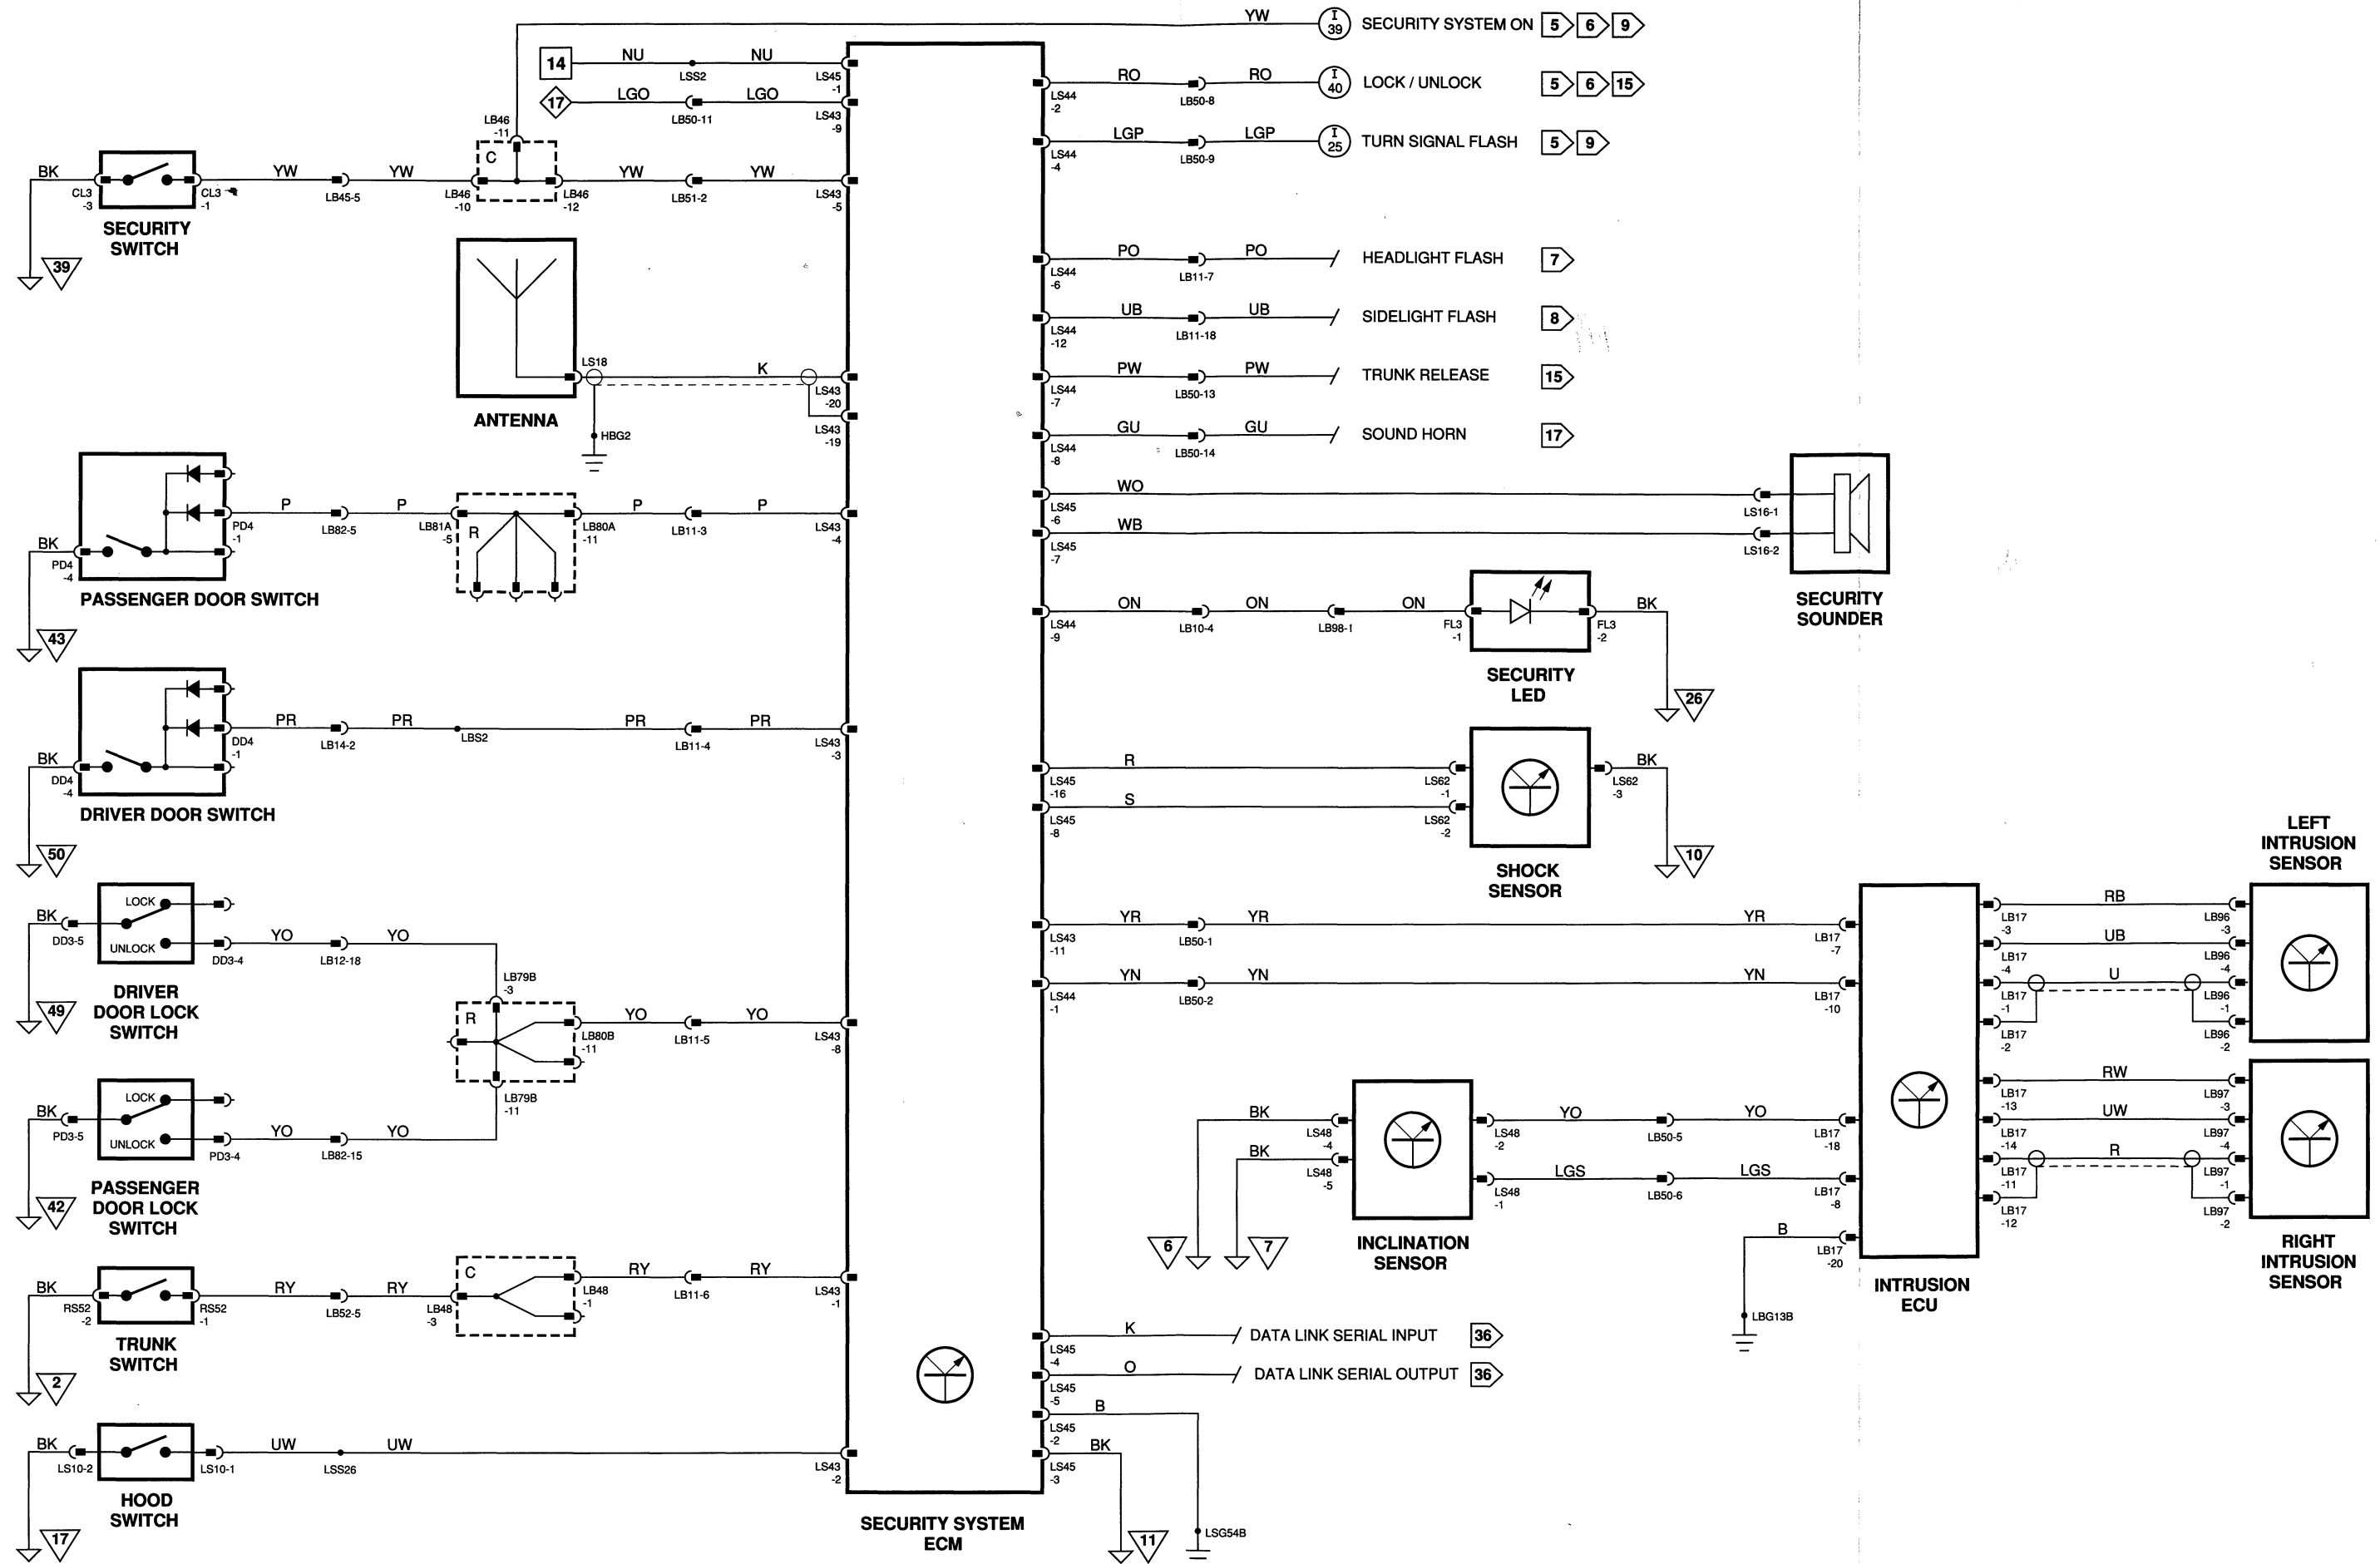 YW I 39 SECURITY SYSTEM ON 5 6 9
14 NU LSS2 NU LS45 -1
17 LGO LB50-11 LGO LS43 -9
RO LS44 -2 LB50-8 RO I 40 LOCK / UNLOCK 5 6 15
LGP LS44 -4 LB50-9 LGP I 25 TURN SIGNAL FLASH 5 9
LB46 -11
C
BK CL3 -3 CL3 -1 YW LB45-5 YW LB46 -10 LB46 -12 YW LB51-2 YW LS43 -5
SECURITY
SWITCH
39
PO LS44 -6 LB11-7 PO HEADLIGHT FLASH 7
UB LS44 -12 LB11-18 UB SIDELIGHT FLASH 8
PW LS44 -7 LB50-13 PW TRUNK RELEASE 15
GU LS44 -8 LB50-14 GU SOUND HORN 17
LS18 K LS43 -20
LS43 -19
HBG2
ANTENNA
WO LS45 -6 LS16-1
WB LS45 -7 LS16-2
SECURITY
SOUNDER
BK PD4 -4 PD4 -1 P LB82-5 P LB81A -5 R LB80A -11 P LB11-3 P LS43 -4
PASSENGER DOOR SWITCH
43
ON LS44 -9 LB10-4 ON LB98-1 ON FL3 -1 FL3 -2 BK
SECURITY
LED
26
BK DD4 -4 DD4 -1 PR LB14-2 PR LBS2 PR LB11-4 PR LS43 -3
DRIVER DOOR SWITCH
50
R LS45 -16 LS62 -1 LS62 -3 BK
S LS45 -8 LS62 -2
SHOCK
SENSOR
10
LOCK
UNLOCK
BK DD3-5 DD3-4 YO LB12-18 YO
DRIVER
DOOR LOCK
SWITCH
49
LB79B -3
R LB80B -11 YO LB11-5 YO LS43 -8
LB79B -11
LOCK
UNLOCK
BK PD3-5 PD3-4 YO LB82-15 YO
PASSENGER
DOOR LOCK
SWITCH
42
YR LS43 -11 LB50-1 YR YR LB17 -7
YN LS44 -1 LB50-2 YN YN LB17 -10
LEFT
INTRUSION
SENSOR
LB17 -3 RB LB96 -3
LB17 -4 UB LB96 -4
LB17 -1 U LB96 -1
LB17 -2 LB96 -2
LB17 -13 RW LB97 -3
LB17 -14 UW LB97 -4
LB17 -11 R LB97 -1
LB17 -12 LB97 -2
RIGHT
INTRUSION
SENSOR
BK LS48 -4 LS48 -2 YO LB50-5 YO LB17 -18
BK LS48 -5 LS48 -1 LGS LB50-6 LGS LB17 -8
6 7
INCLINATION
SENSOR
B LB17 -20
LBG13B
INTRUSION
ECU
BK RS52 -2 RS52 -1 RY LB52-5 RY LB48 -3 C LB48 -1 RY LB11-6 RY LS43 -1
TRUNK
SWITCH
2
K LS45 -4 DATA LINK SERIAL INPUT 36
O LS45 -5 DATA LINK SERIAL OUTPUT 36
B LS45 -2
BK LS45 -3
11 LSG54B
BK LS10-2 LS10-1 UW LSS26 UW LS43 -2
HOOD
SWITCH
17
SECURITY SYSTEM
ECM